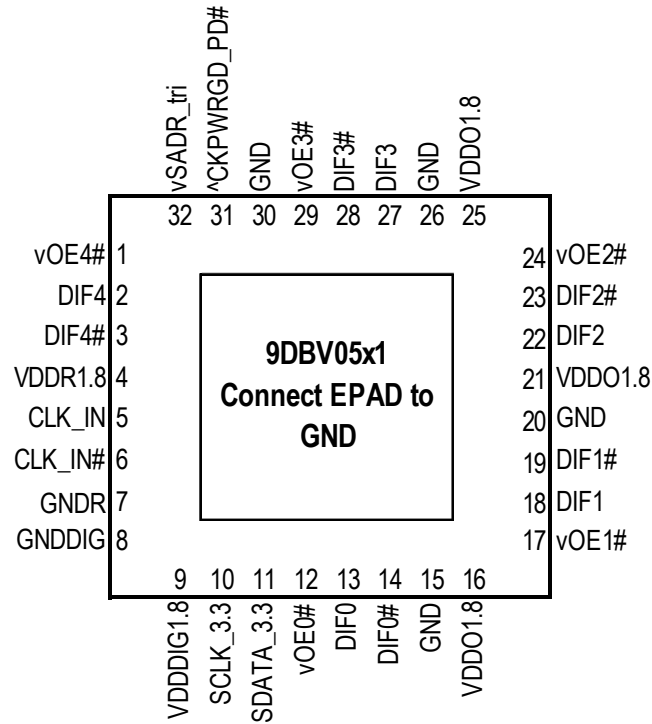 vSADR_tri
^CKPWRGD_PD#
GND
vOE3#
DIF3#
DIF3
GND
VDDO1.8
32 31 30 29 28 27 26 25
vOE4# 1
DIF4 2
DIF4# 3
VDDR1.8 4
CLK_IN 5
CLK_IN# 6
GNDR 7
GNDDIG 8
9DBV05x1
Connect EPAD to
GND
24 vOE2#
23 DIF2#
22 DIF2
21 VDDO1.8
20 GND
19 DIF1#
18 DIF1
17 vOE1#
9 10 11 12 13 14 15 16
VDDDIG1.8
SCLK_3.3
SDATA_3.3
vOE0#
DIF0
DIF0#
GND
VDDO1.8